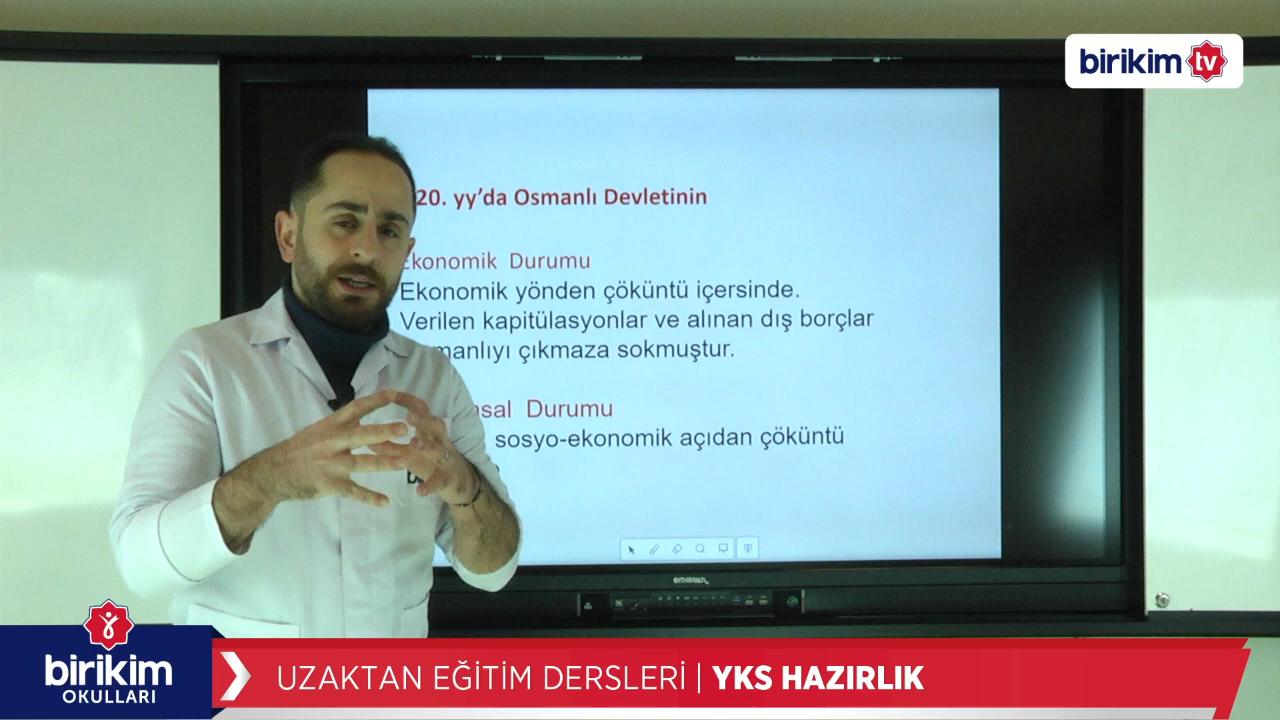 birikim tv
20. yy'da Osmanlı Devletinin
Ekonomik Durumu
Ekonomik yönden çöküntü içersinde.
Verilen kapitülasyonlar ve alınan dış borçlar
manlıyı çıkmaza sokmuştur.
sal Durumu
sosyo-ekonomik açıdan çöküntü
birikim
OKULLARI
UZAKTAN EĞİTİM DERSLERİ | YKS HAZIRLIK